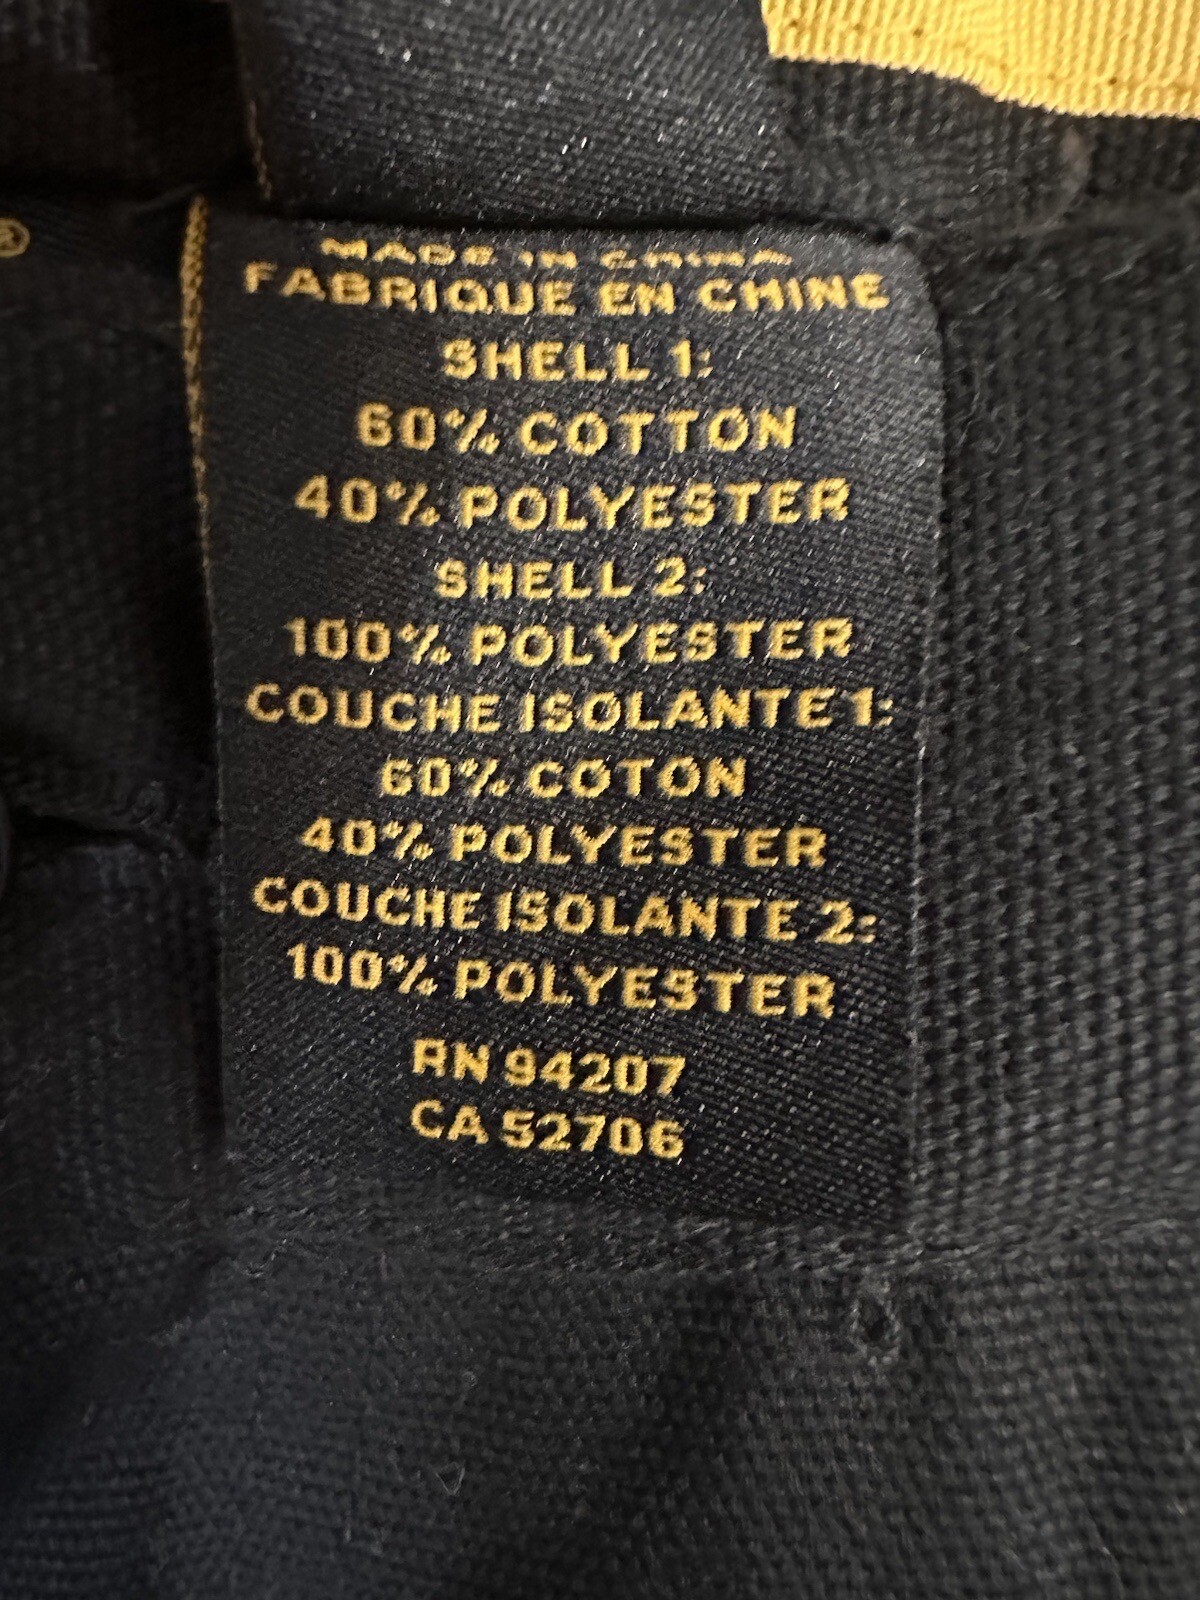 ®
MADE IN CHINA
FABRIQUE EN CHINE
SHELL 1:
60% COTTON
40% POLYESTER
SHELL 2:
100% POLYESTER
COUCHE ISOLANTE 1:
60% COTON
40% POLYESTER
COUCHE ISOLANTE 2:
100% POLYESTER
RN 94207
CA 52706